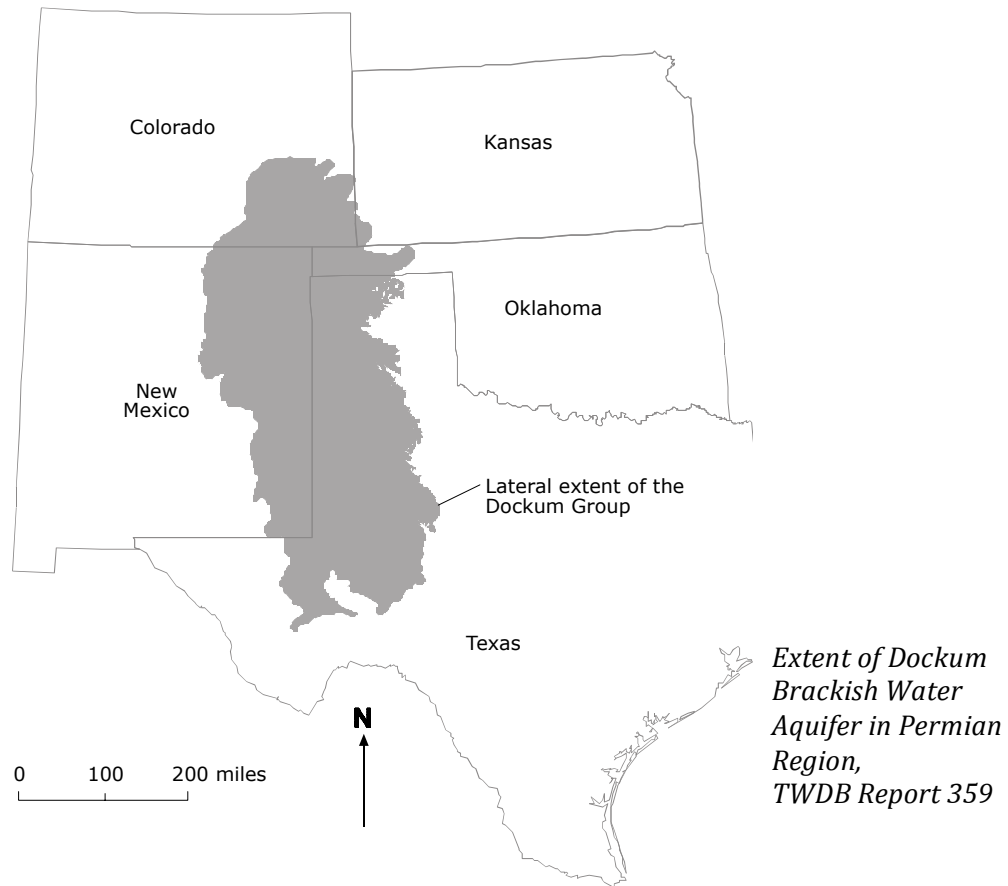 Colorado
Kansas
Oklahoma
New
Mexico
Lateral extent of the
Dockum Group
Texas
Extent of Dockum
Brackish Water
Aquifer in Permian
Region,
TWDB Report 359
N
0 100 200 miles